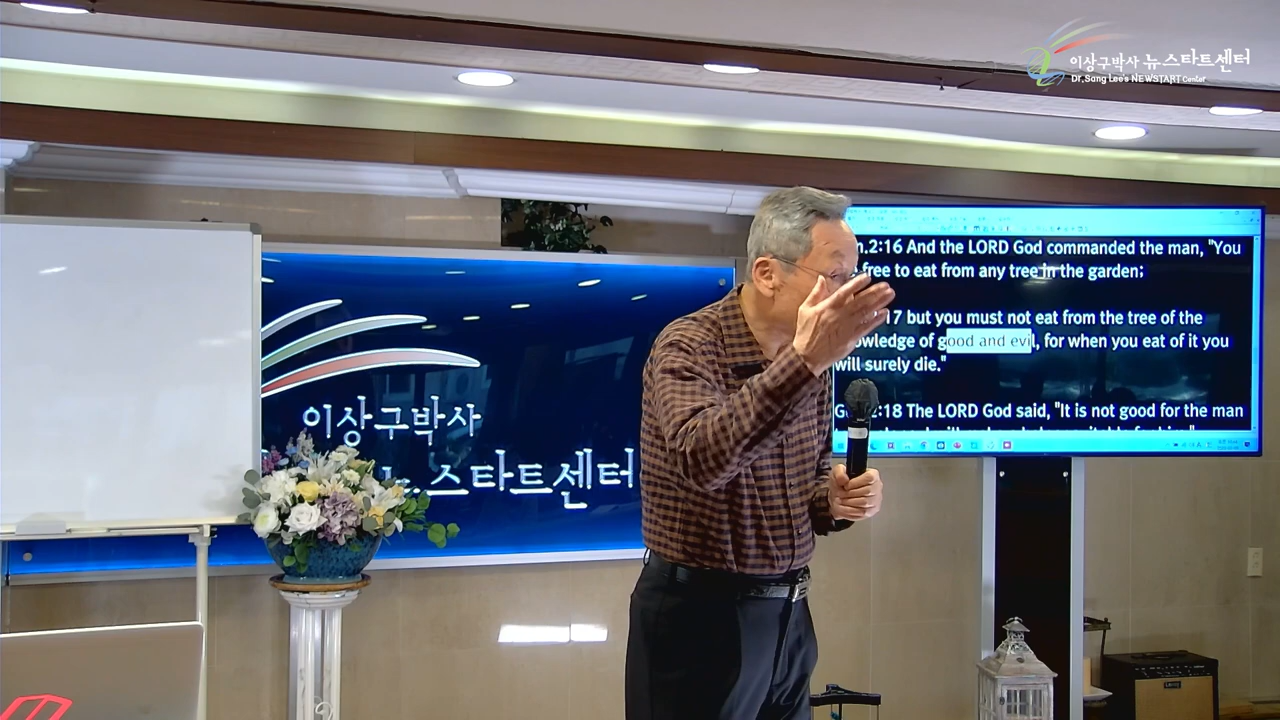 이상구박사 뉴스타트센터
Dr.Sang Lee's NEWSTART Center
이상구박사
스타트센터
2:16 And the LORD God commanded the man, "You
free to eat from any tree in the garden;
17 but you must not eat from the tree of the
wledge of good and evil, for when you eat of it you
will surely die."
2:18 The LORD God said, "It is not good for the man